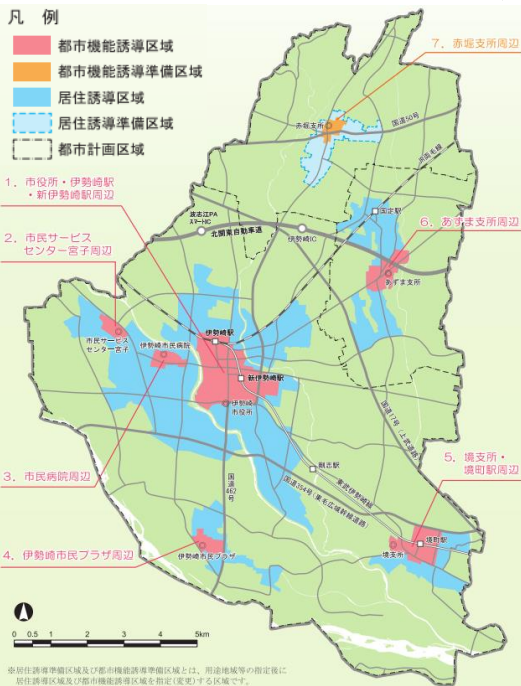 凡 例
都市機能誘導区域
都市機能誘導準備区域
居住誘導区域
居住誘導準備区域
都市計画区域
7. 赤堀支所周辺
赤堀支所
国道50号
JR両毛線
1. 市役所・伊勢崎駅
・新伊勢崎駅周辺
波志江PA
スマートIC
北関東自動車道
伊勢崎IC
国定駅
6. あずま支所周辺
あずま支所
2. 市民サービス
センター宮子周辺
市民サービス
センター宮子
伊勢崎市民病院
伊勢崎駅
新伊勢崎駅
伊勢崎
市役所
国道17号(上武道路)
3. 市民病院周辺
国道462号
剛志駅
東武伊勢崎線
国道354号(東毛広域幹線道路)
5. 境支所・
境町駅周辺
境町駅
境支所
4. 伊勢崎市民プラザ周辺
伊勢崎市民プラザ
0 0.5 1 2 3 4 5km
※居住誘導準備区域及び都市機能誘導準備区域とは、用途地域等の指定後に
居住誘導区域及び都市機能誘導区域を指定(変更)する区域です。